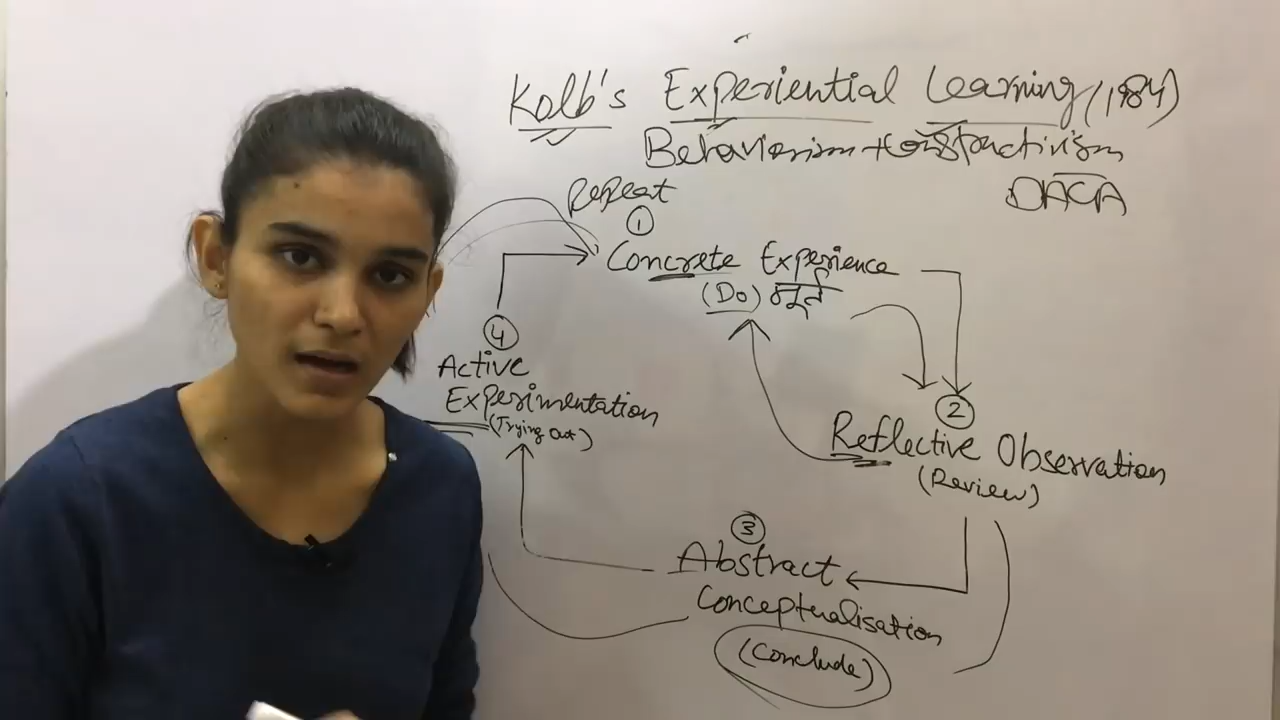 Kolb's Experiential Learning (1984)
Behaviorism + Constructivism
DACA
Repeat
1
Concrete Experience
(Do) मूर्त
4
Active
Experimentation
(Trying Out)
2
Reflective Observation
(Review)
3
Abstract
Conceptualisation
(Conclude)